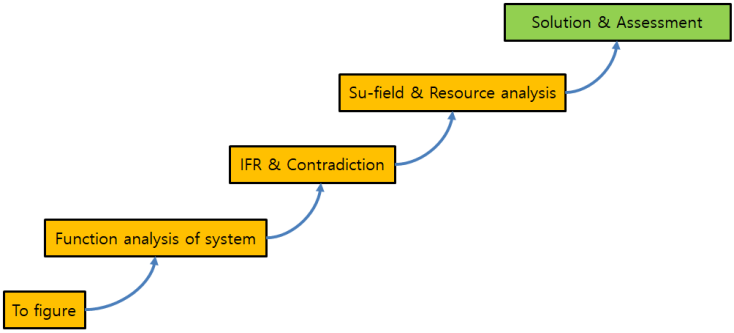 Solution & Assessment
Su-field & Resource analysis
IFR & Contradiction
Function analysis of system
To figure